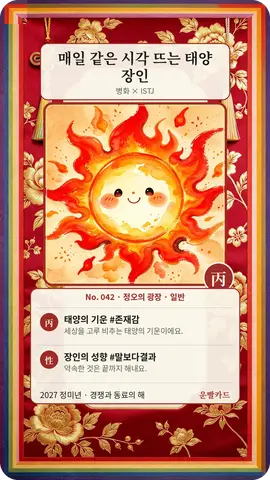 매일 같은 시각 뜨는 태양
장인
병화 × ISTJ
丙
No. 042 · 정오의 광장 · 일반
丙 태양의 기운 #존재감
세상을 고루 비추는 태양의 기운이에요.
性 장인의 성향 #말보다결과
약속한 것은 끝까지 해내요.
2027 정미년 · 경쟁과 동료의 해 운빨카드